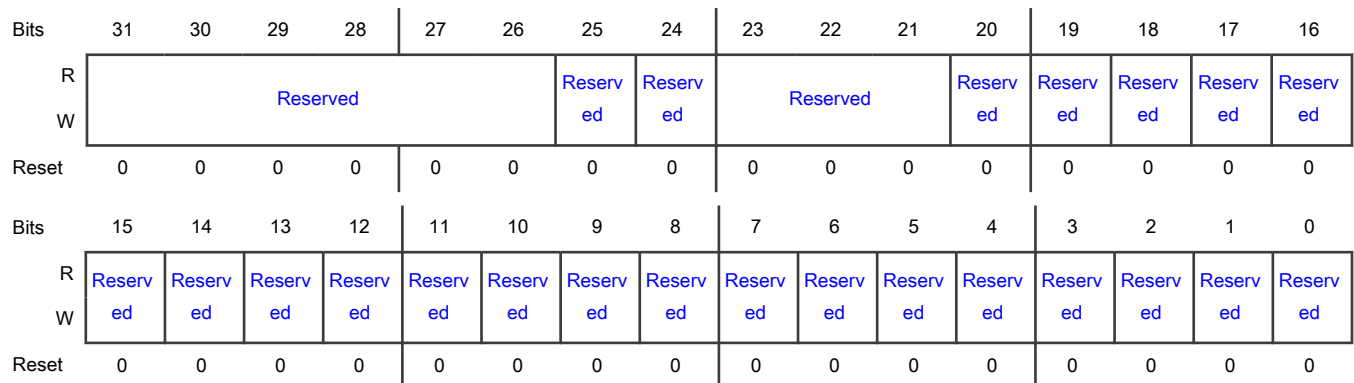 Bits 31 30 29 28 27 26 25 24 23 22 21 20 19 18 17 16
R Reserv Reserv Reserv Reserv Reserv Reserv Reserv
Reserved Reserved
W ed ed ed ed ed ed ed
Reset 0 0 0 0 0 0 0 0 0 0 0 0 0 0 0 0
Bits 15 14 13 12 11 10 9 8 7 6 5 4 3 2 1 0
R Reserv Reserv Reserv Reserv Reserv Reserv Reserv Reserv Reserv Reserv Reserv Reserv Reserv Reserv Reserv Reserv
W ed ed ed ed ed ed ed ed ed ed ed ed ed ed ed ed
Reset 0 0 0 0 0 0 0 0 0 0 0 0 0 0 0 0